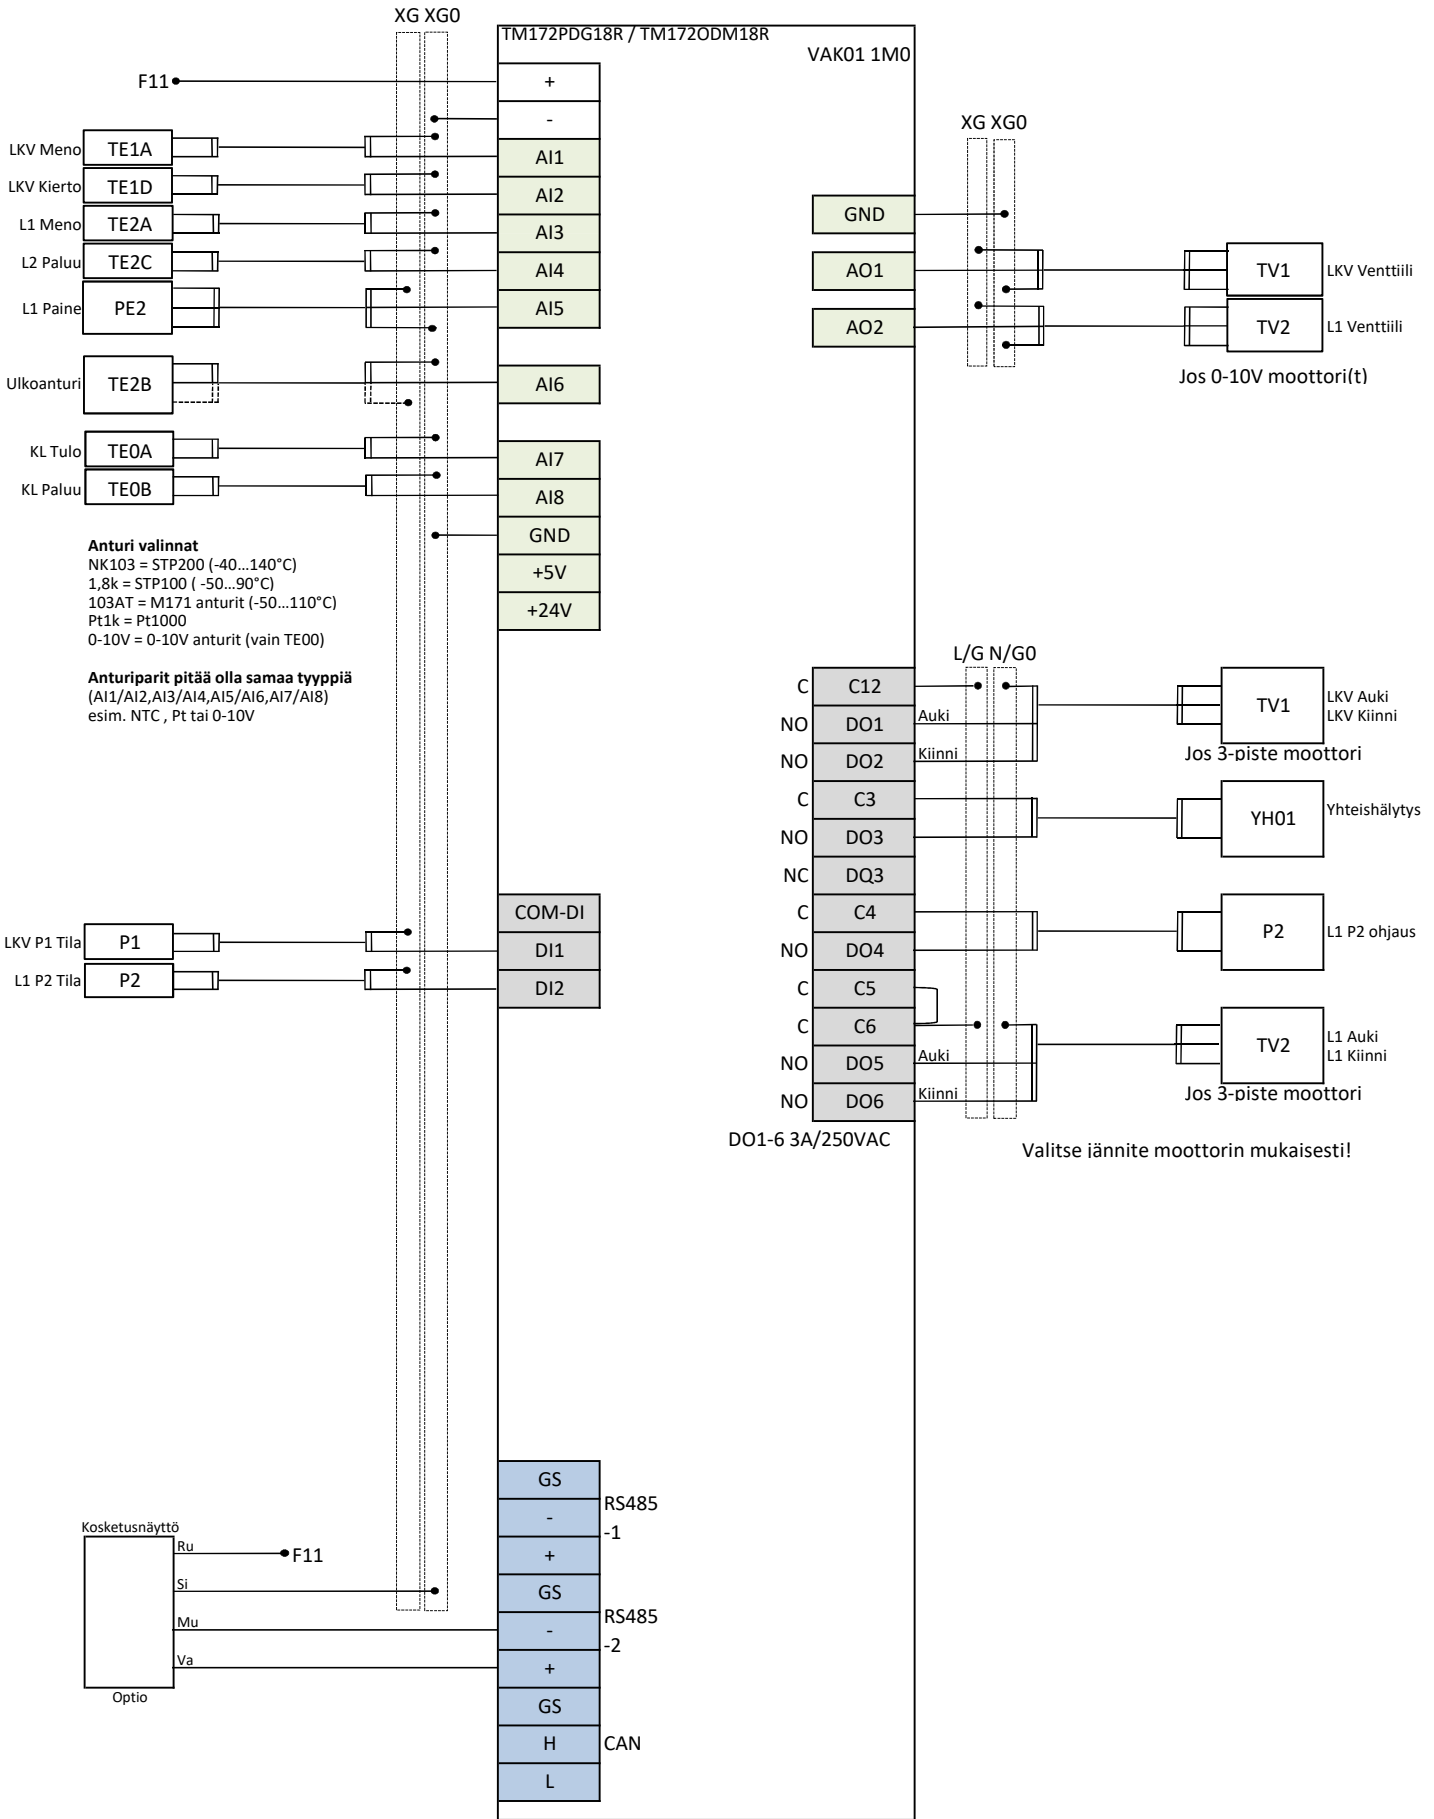 XG XG0
TM172PDG18R / TM172ODM18R
VAK01 1M0
F11
+
-
LKV Meno TE1A AI1
LKV Kierto TE1D AI2
L1 Meno TE2A AI3
L2 Paluu TE2C AI4
L1 Paine PE2 AI5
Ulkoanturi TE2B AI6
KL Tulo TE0A AI7
KL Paluu TE0B AI8
GND
+5V
+24V
Anturi valinnat
NK103 = STP200 (-40...140°C)
1,8k = STP100 ( -50...90°C)
103AT = M171 anturit (-50...110°C)
Pt1k = Pt1000
0-10V = 0-10V anturit (vain TE00)
Anturiparit pitää olla samaa tyyppiä
(AI1/AI2,AI3/AI4,AI5/AI6,AI7/AI8)
esim. NTC , Pt tai 0-10V
XG XG0
GND
AO1 TV1 LKV Venttiili
AO2 TV2 L1 Venttiili
Jos 0-10V moottori(t)
L/G N/G0
C C12
NO DO1 Auki
NO DO2 Kiinni
TV1 LKV Auki
LKV Kiinni
Jos 3-piste moottori
C C3
NO DO3
NC DQ3
YH01 Yhteishälytys
C C4
NO DO4
P2 L1 P2 ohjaus
C C5
C C6
NO DO5 Auki
NO DO6 Kiinni
TV2 L1 Auki
L1 Kiinni
Jos 3-piste moottori
DO1-6 3A/250VAC
Valitse jännite moottorin mukaisesti!
COM-DI
LKV P1 Tila P1 DI1
L1 P2 Tila P2 DI2
GS
-
+
RS485
-1
GS
-
+
RS485
-2
GS
H
L
CAN
Kosketusnäyttö
Ru F11
Si
Mu
Va
Optio